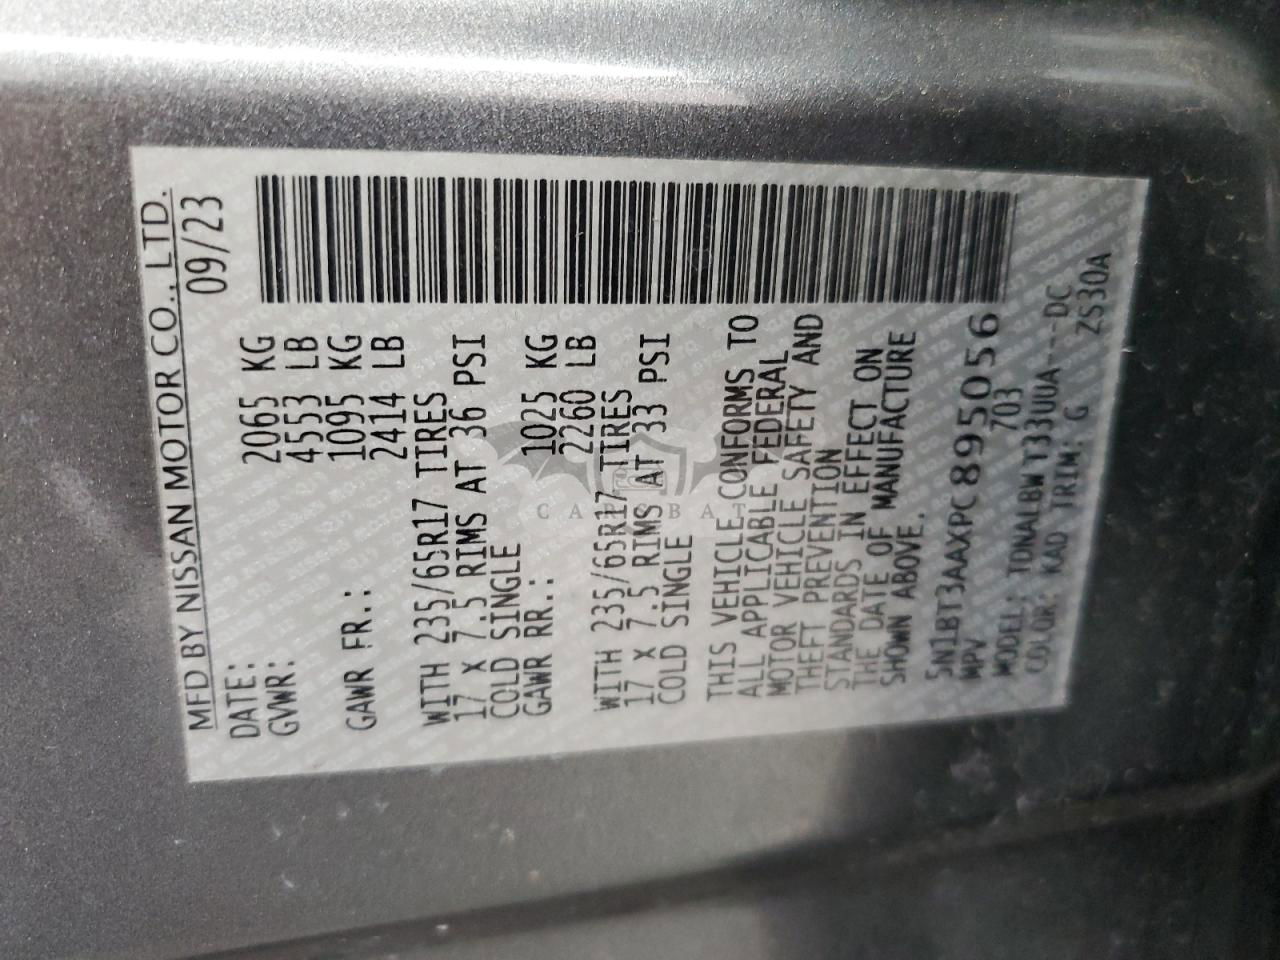 MFD BY NISSAN MOTOR CO., LTD.
DATE: 09/23
GVWR: 2065 KG
4553 LB
GAWR FR.: 1095 KG
2414 LB
WITH 235/65R17 TIRES
17 x 7.5 RIMS AT 36 PSI
COLD SINGLE
GAWR RR.: 1025 KG
2260 LB
WITH 235/65R17 TIRES
17 x 7.5 RIMS AT 33 PSI
COLD SINGLE
THIS VEHICLE CONFORMS TO
ALL APPLICABLE FEDERAL
MOTOR VEHICLE SAFETY AND
THEFT PREVENTION
STANDARDS IN EFFECT ON
THE DATE OF MANUFACTURE
SHOWN ABOVE.
5N1BT3AAXPC895056
MPV 703
MODEL: TONALBW T33UUA---DC
COLOR: KAD TRIM: G ZS30A